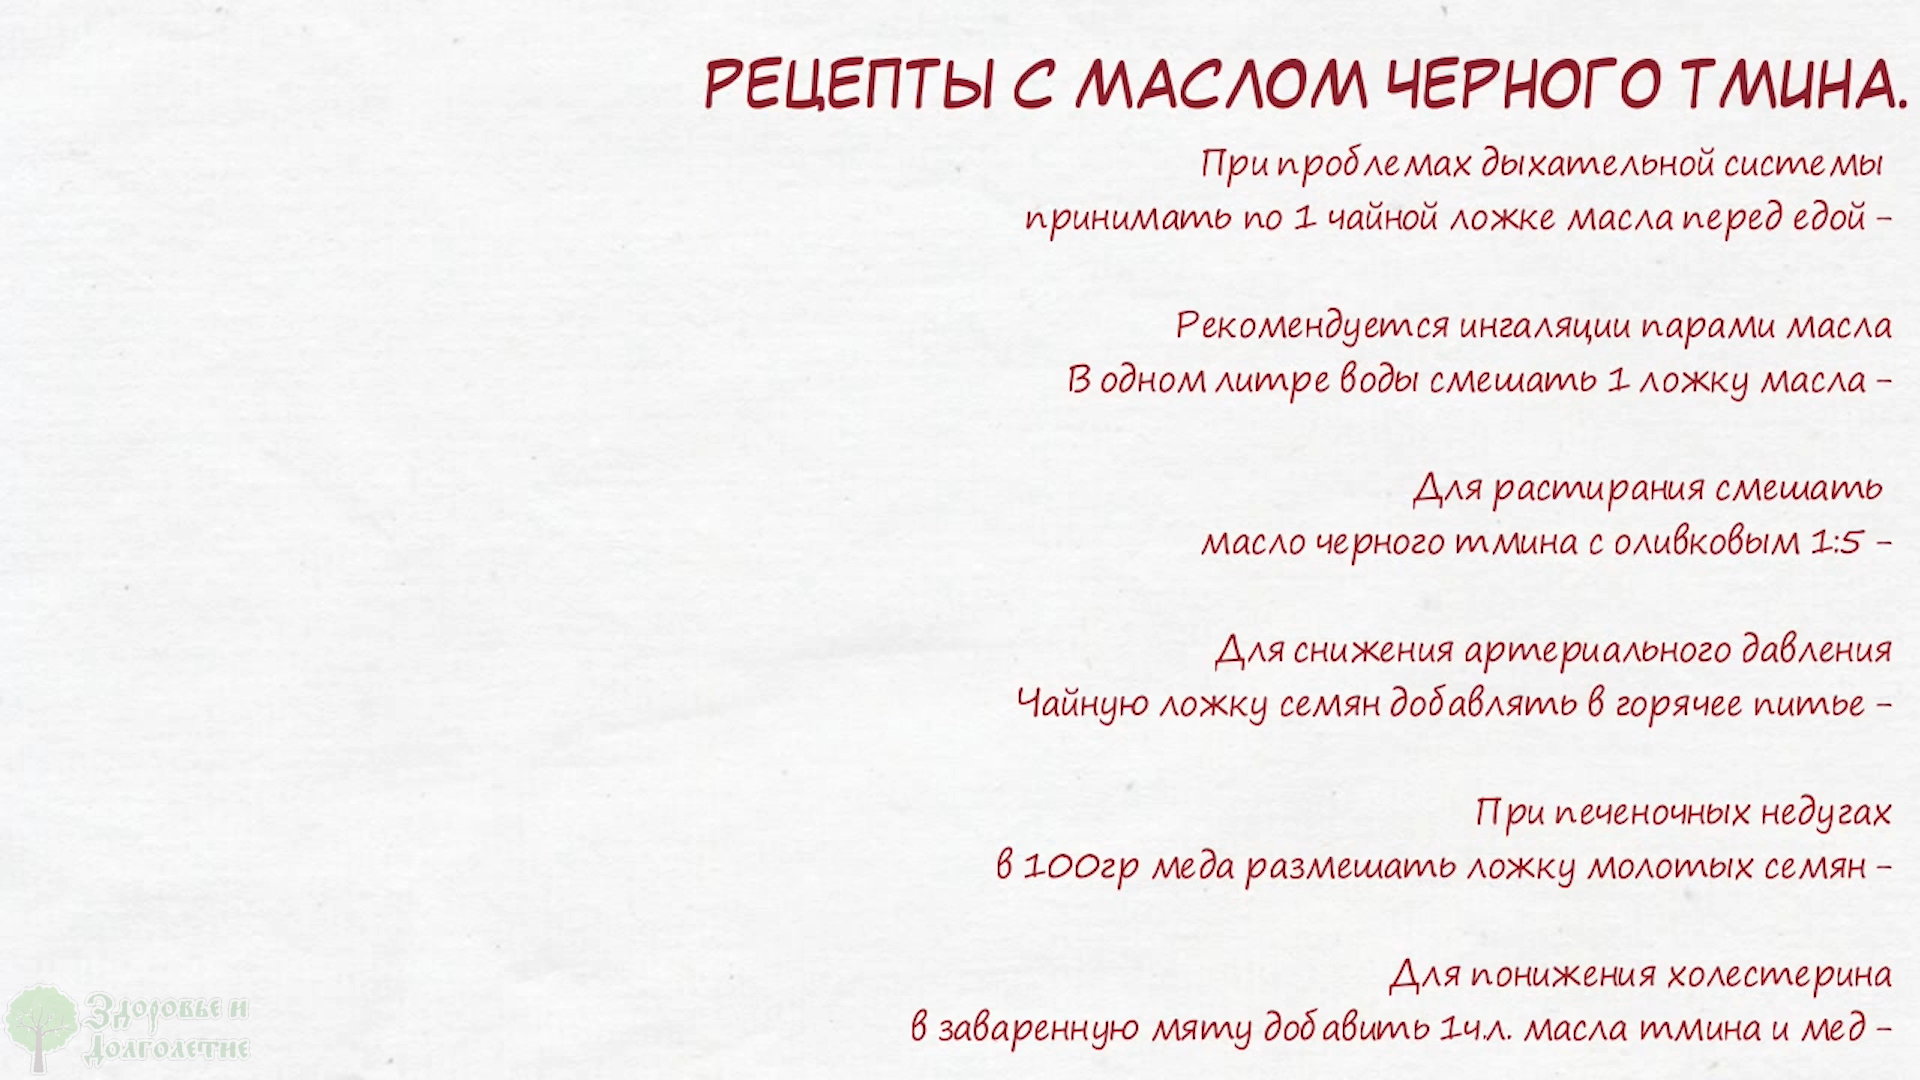 РЕЦЕПТЫ С МАСЛОМ ЧЕРНОГО ТМИНА.
При проблемах дыхательной системы
принимать по 1 чайной ложке масла перед едой -
Рекомендуется ингаляции парами масла
В одном литре воды смешать 1 ложку масла -
Для растирания смешать
масло черного тмина с оливковым 1:5 -
Для снижения артериального давления
Чайную ложку семян добавлять в горячее питье -
При печеночных недугах
в 100гр меда размешать ложку молотых семян -
Для понижения холестерина
в заваренную мяту добавить 1ч.л. масла тмина и мед -
Здоровье и
Долголетие